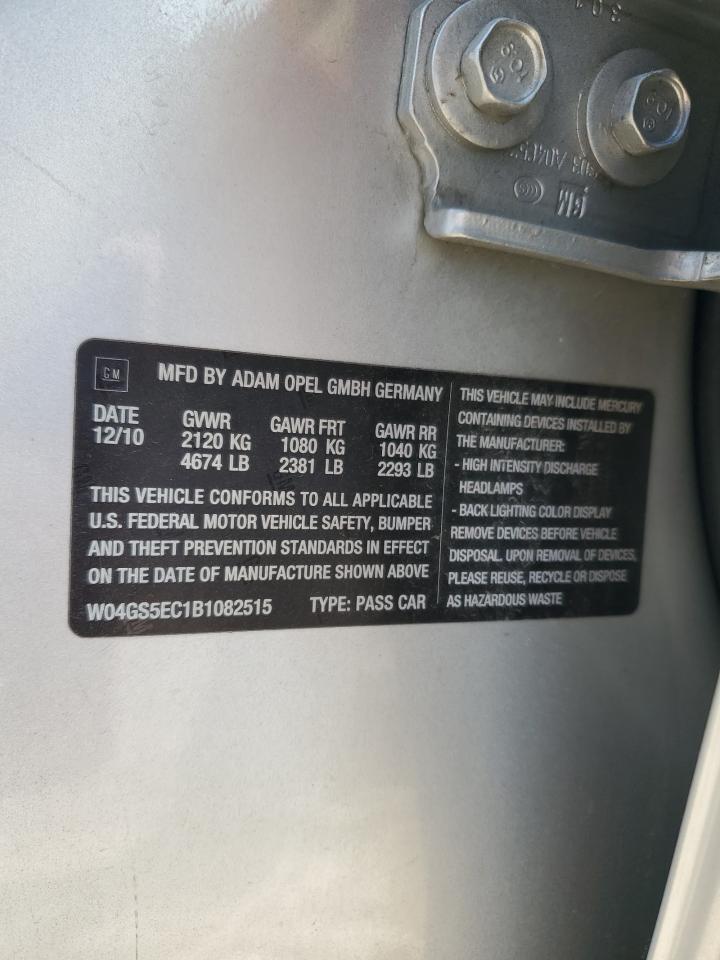 301
10.9
10.9
GM
MFD BY ADAM OPEL GMBH GERMANY
DATE GVWR GAWR FRT GAWR RR
12/10 2120 KG 1080 KG 1040 KG
4674 LB 2381 LB 2293 LB
THIS VEHICLE CONFORMS TO ALL APPLICABLE
U.S. FEDERAL MOTOR VEHICLE SAFETY, BUMPER
AND THEFT PREVENTION STANDARDS IN EFFECT
ON THE DATE OF MANUFACTURE SHOWN ABOVE
W04GS5EC1B1082515 TYPE: PASS CAR
THIS VEHICLE MAY INCLUDE MERCURY
CONTAINING DEVICES INSTALLED BY
THE MANUFACTURER:
- HIGH INTENSITY DISCHARGE
HEADLAMPS
- BACK LIGHTING COLOR DISPLAY
REMOVE DEVICES BEFORE VEHICLE
DISPOSAL. UPON REMOVAL OF DEVICES,
PLEASE REUSE, RECYCLE OR DISPOSE
AS HAZARDOUS WASTE